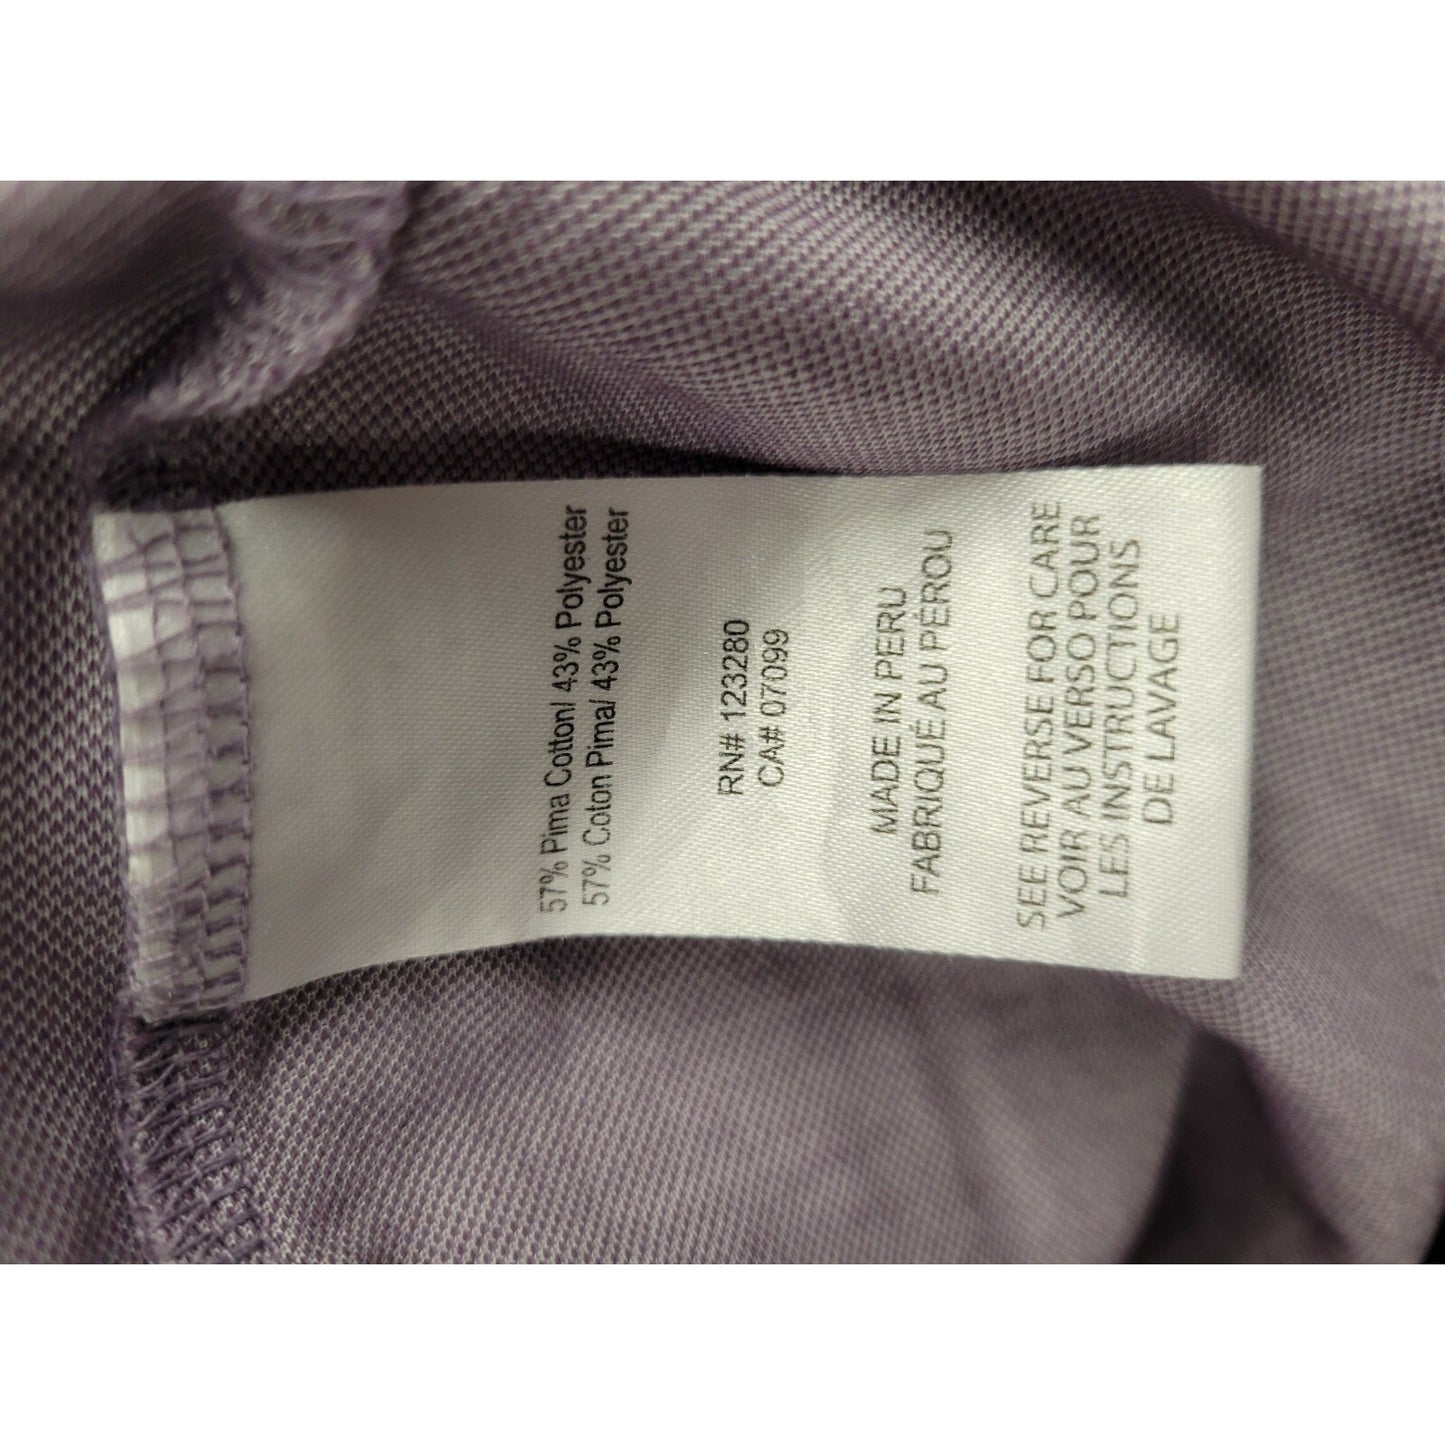 57% Pima Cotton/ 43% Polyester
57% Coton Pima/ 43% Polyester
RN# 123280
CA# 07099
MADE IN PERU
FABRIQUÉ AU PÉROU
SEE REVERSE FOR CARE
VOIR AU VERSO POUR
LES INSTRUCTIONS
DE LAVAGE